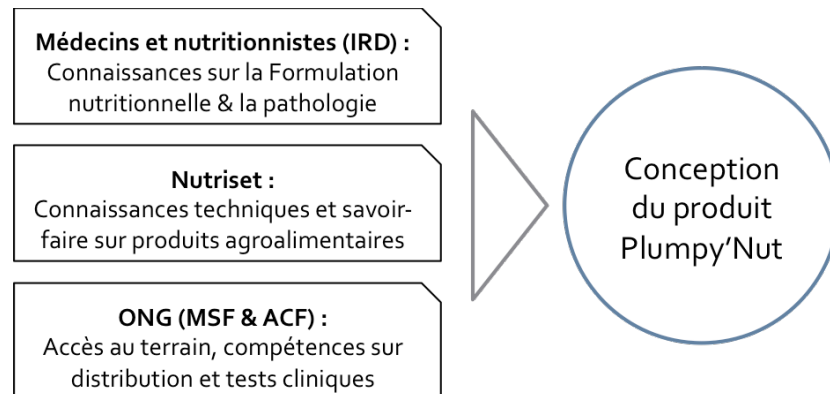 Médecins et nutritionnistes (IRD) :
Connaissances sur la Formulation
nutritionnelle & la pathologie
Nutriset :
Connaissances techniques et savoir-
faire sur produits agroalimentaires
ONG (MSF & ACF) :
Accès au terrain, compétences sur
distribution et tests cliniques
Conception
du produit
Plumpy’Nut